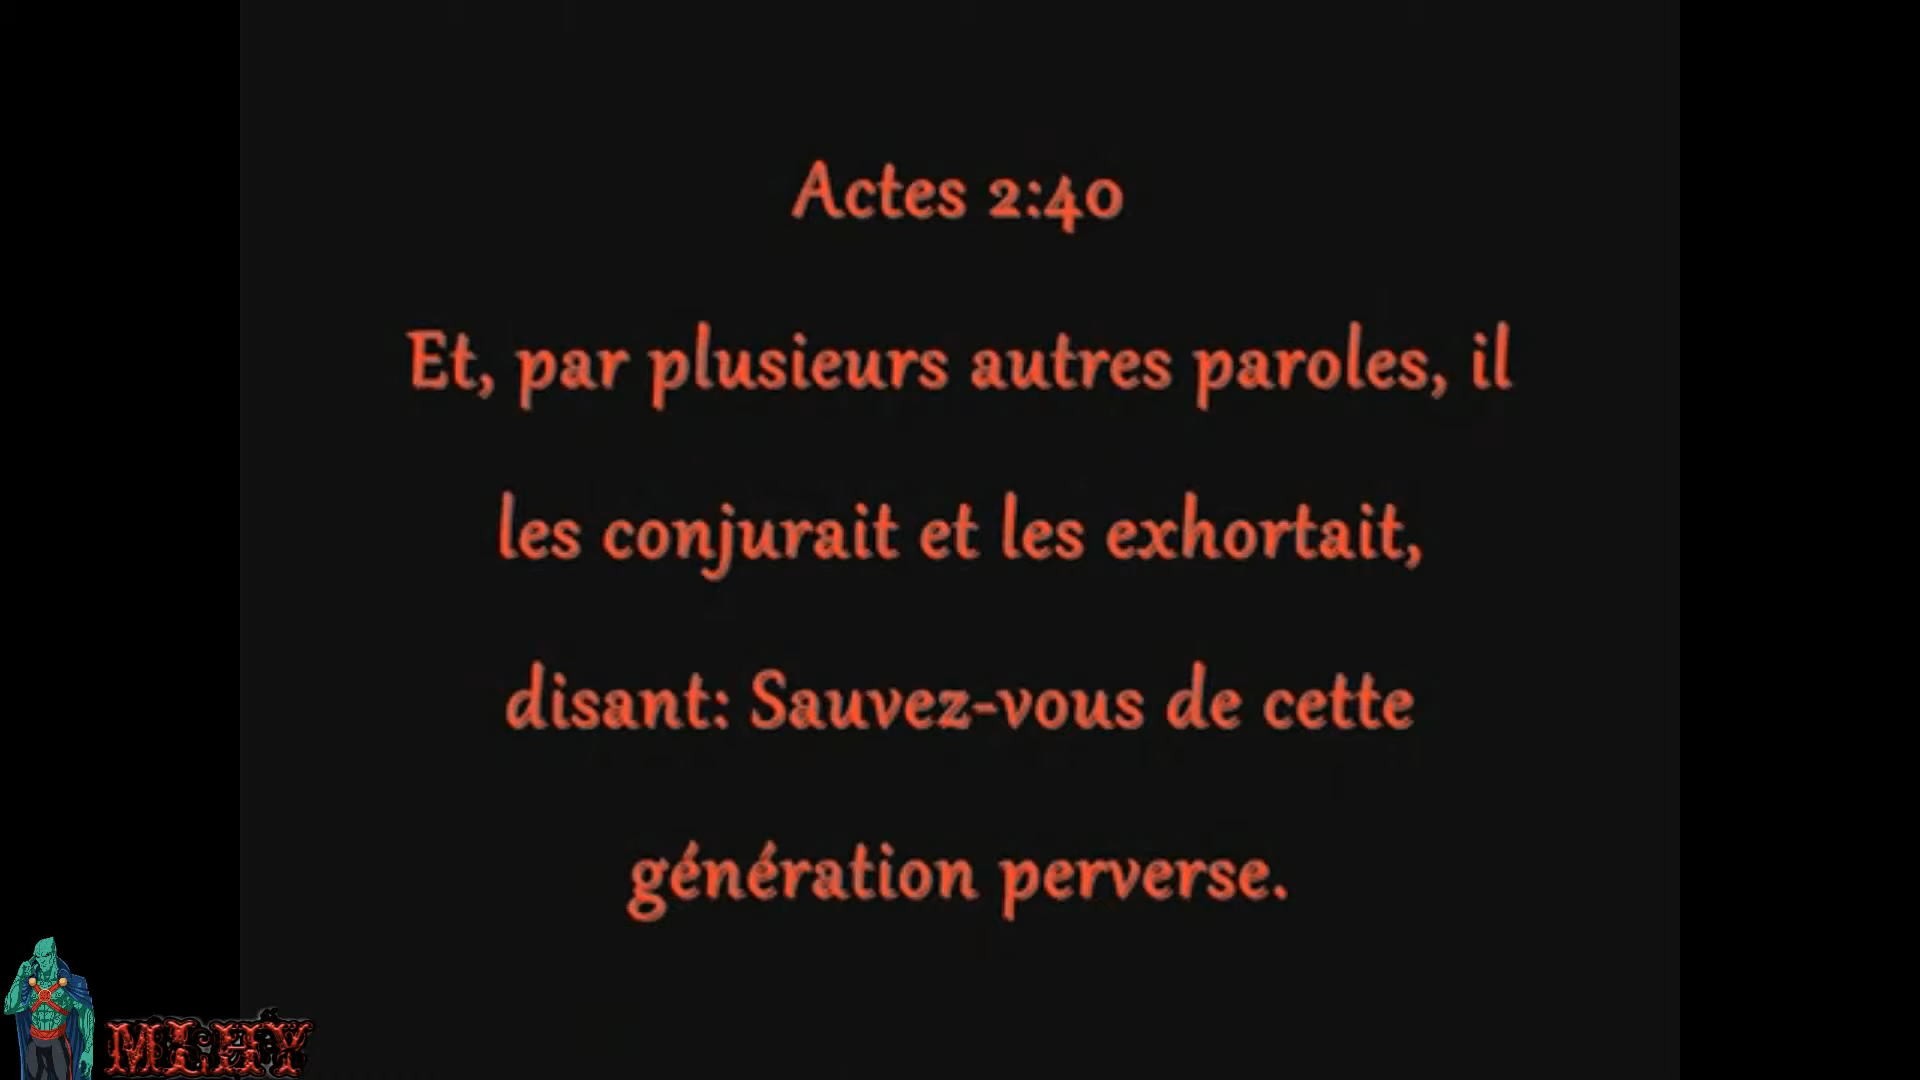 Actes 2:40
Et, par plusieurs autres paroles, il
les conjurait et les exhortait,
disant: Sauvez-vous de cette
génération perverse.